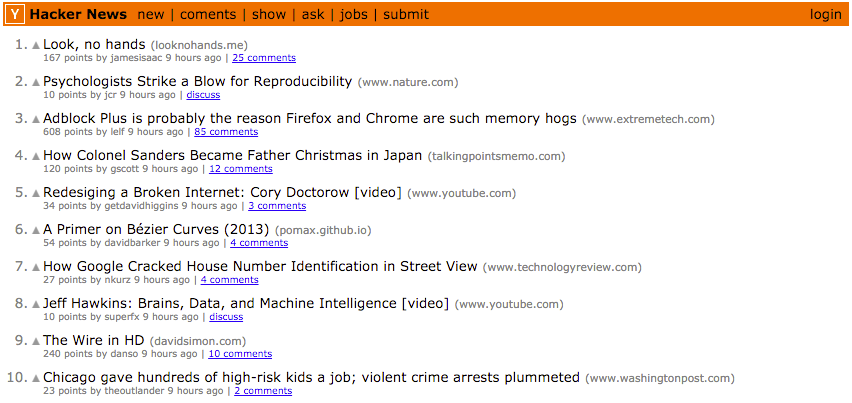 Y Hacker News new | coments | show | ask | jobs | submit login
1. ▲ Look, no hands (looknohands.me)
167 points by jamesisaac 9 hours ago | 25 comments
2. ▲ Psychologists Strike a Blow for Reproducibility (www.nature.com)
10 points by jcr 9 hours ago | discuss
3. ▲ Adblock Plus is probably the reason Firefox and Chrome are such memory hogs (www.extremetech.com)
608 points by lelf 9 hours ago | 85 comments
4. ▲ How Colonel Sanders Became Father Christmas in Japan (talkingpointsmemo.com)
120 points by gscott 9 hours ago | 12 comments
5. ▲ Redesiging a Broken Internet: Cory Doctorow [video] (www.youtube.com)
34 points by getdavidhiggins 9 hours ago | 3 comments
6. ▲ A Primer on Bézier Curves (2013) (pomax.github.io)
54 points by davidbarker 9 hours ago | 4 comments
7. ▲ How Google Cracked House Number Identification in Street View (www.technologyreview.com)
27 points by nkurz 9 hours ago | 4 comments
8. ▲ Jeff Hawkins: Brains, Data, and Machine Intelligence [video] (www.youtube.com)
10 points by superfx 9 hours ago | discuss
9. ▲ The Wire in HD (davidsimon.com)
240 points by danso 9 hours ago | 10 comments
10. ▲ Chicago gave hundreds of high-risk kids a job; violent crime arrests plummeted (www.washingtonpost.com)
23 points by theoutlander 9 hours ago | 2 comments